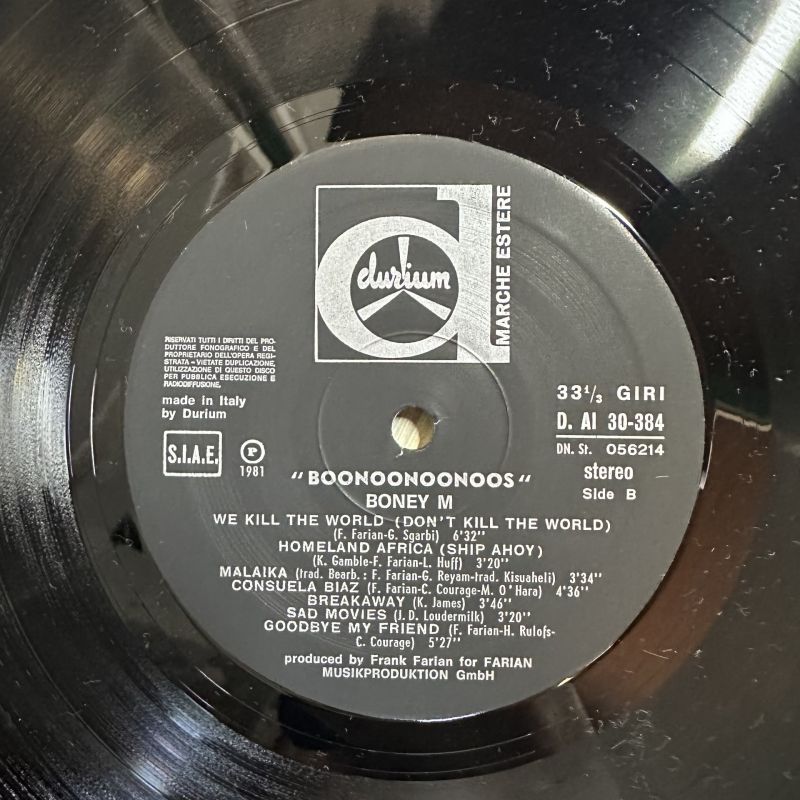 durium
MARCHE ESTERE
RISERVATI TUTTI I DIRITTI DEL PRO-
DUTTORE FONOGRAFICO E DEL
PROPRIETARIO DELL'OPERA REGI-
STRATA - VIETATE DUPLICAZIONE,
UTILIZZAZIONE DI QUESTO DISCO
PER PUBBLICA ESECUZIONE E
RADIODIFFUSIONE.
made in Italy
by Durium
S.I.A.E.
P
1981
33 1/3 GIRI
D. AI 30-384
DN. St. 056214
stereo
Side B
"BOONOONOONOOS"
BONEY M
WE KILL THE WORLD (DON'T KILL THE WORLD)
(F. Farian-G. Sgarbi) 6'32"
HOMELAND AFRICA (SHIP AHOY)
(K. Gamble-F. Farian-L. Huff) 3'20"
MALAIKA (trad. Bearb.: F. Farian-G. Reyam-trad. Kisuaheli) 3'34"
CONSUELA BIAZ (F. Farian-C. Courage-M. O'Hara) 4'36"
BREAKAWAY (K. James) 3'46"
SAD MOVIES (J. D. Loudermilk) 3'20"
GOODBYE MY FRIEND (F. Farian-H. Rulofs-
C. Courage) 5'27"
produced by Frank Farian for FARIAN
MUSIKPRODUKTION GmbH